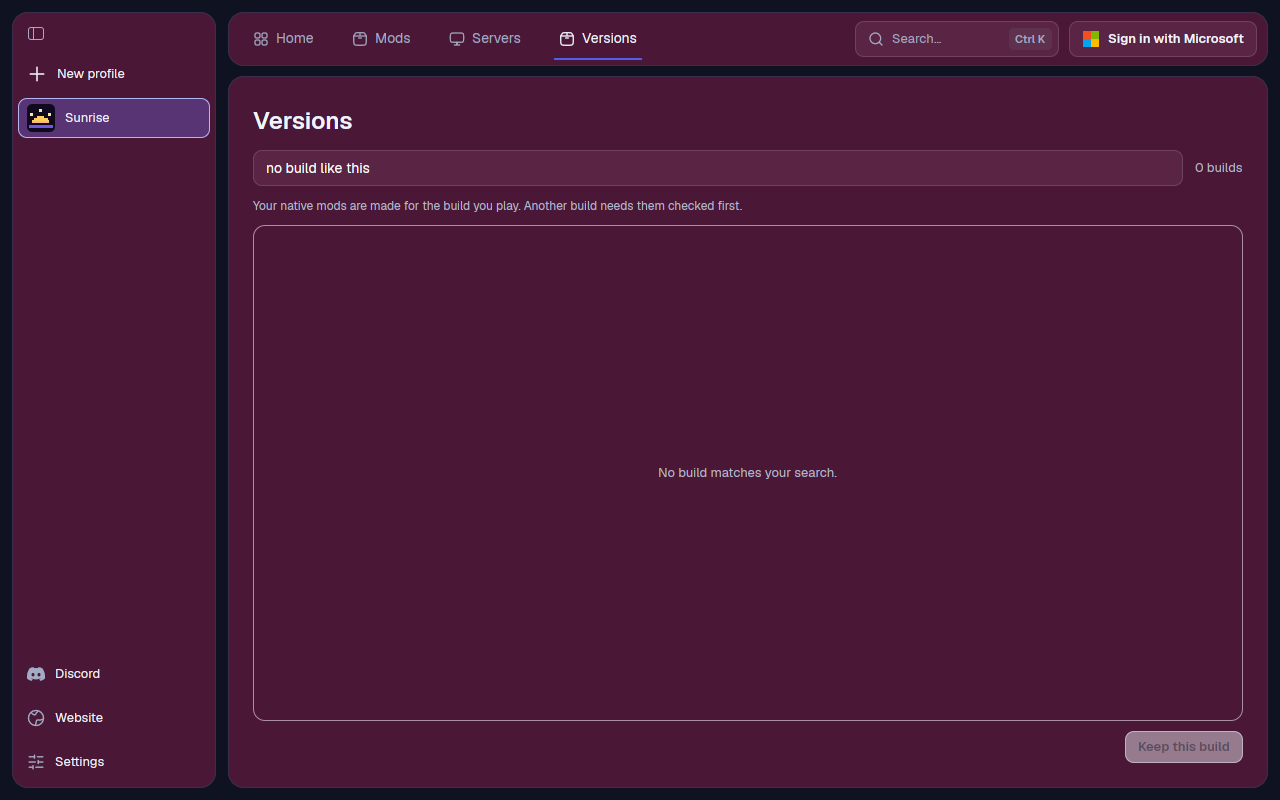 New profile
Sunrise
Discord
Website
Settings
Home
Mods
Servers
Versions
Search...
Ctrl K
Sign in with Microsoft
Versions
no build like this
0 builds
Your native mods are made for the build you play. Another build needs them checked first.
No build matches your search.
Keep this build